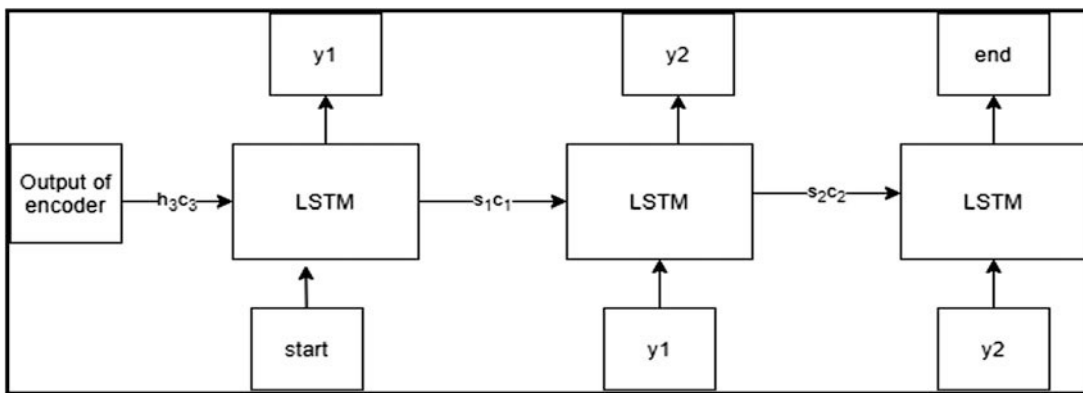 y1
y2
end
Output of
encoder
h₃c₃
LSTM
s₁c₁
LSTM
s₂c₂
LSTM
start
y1
y2